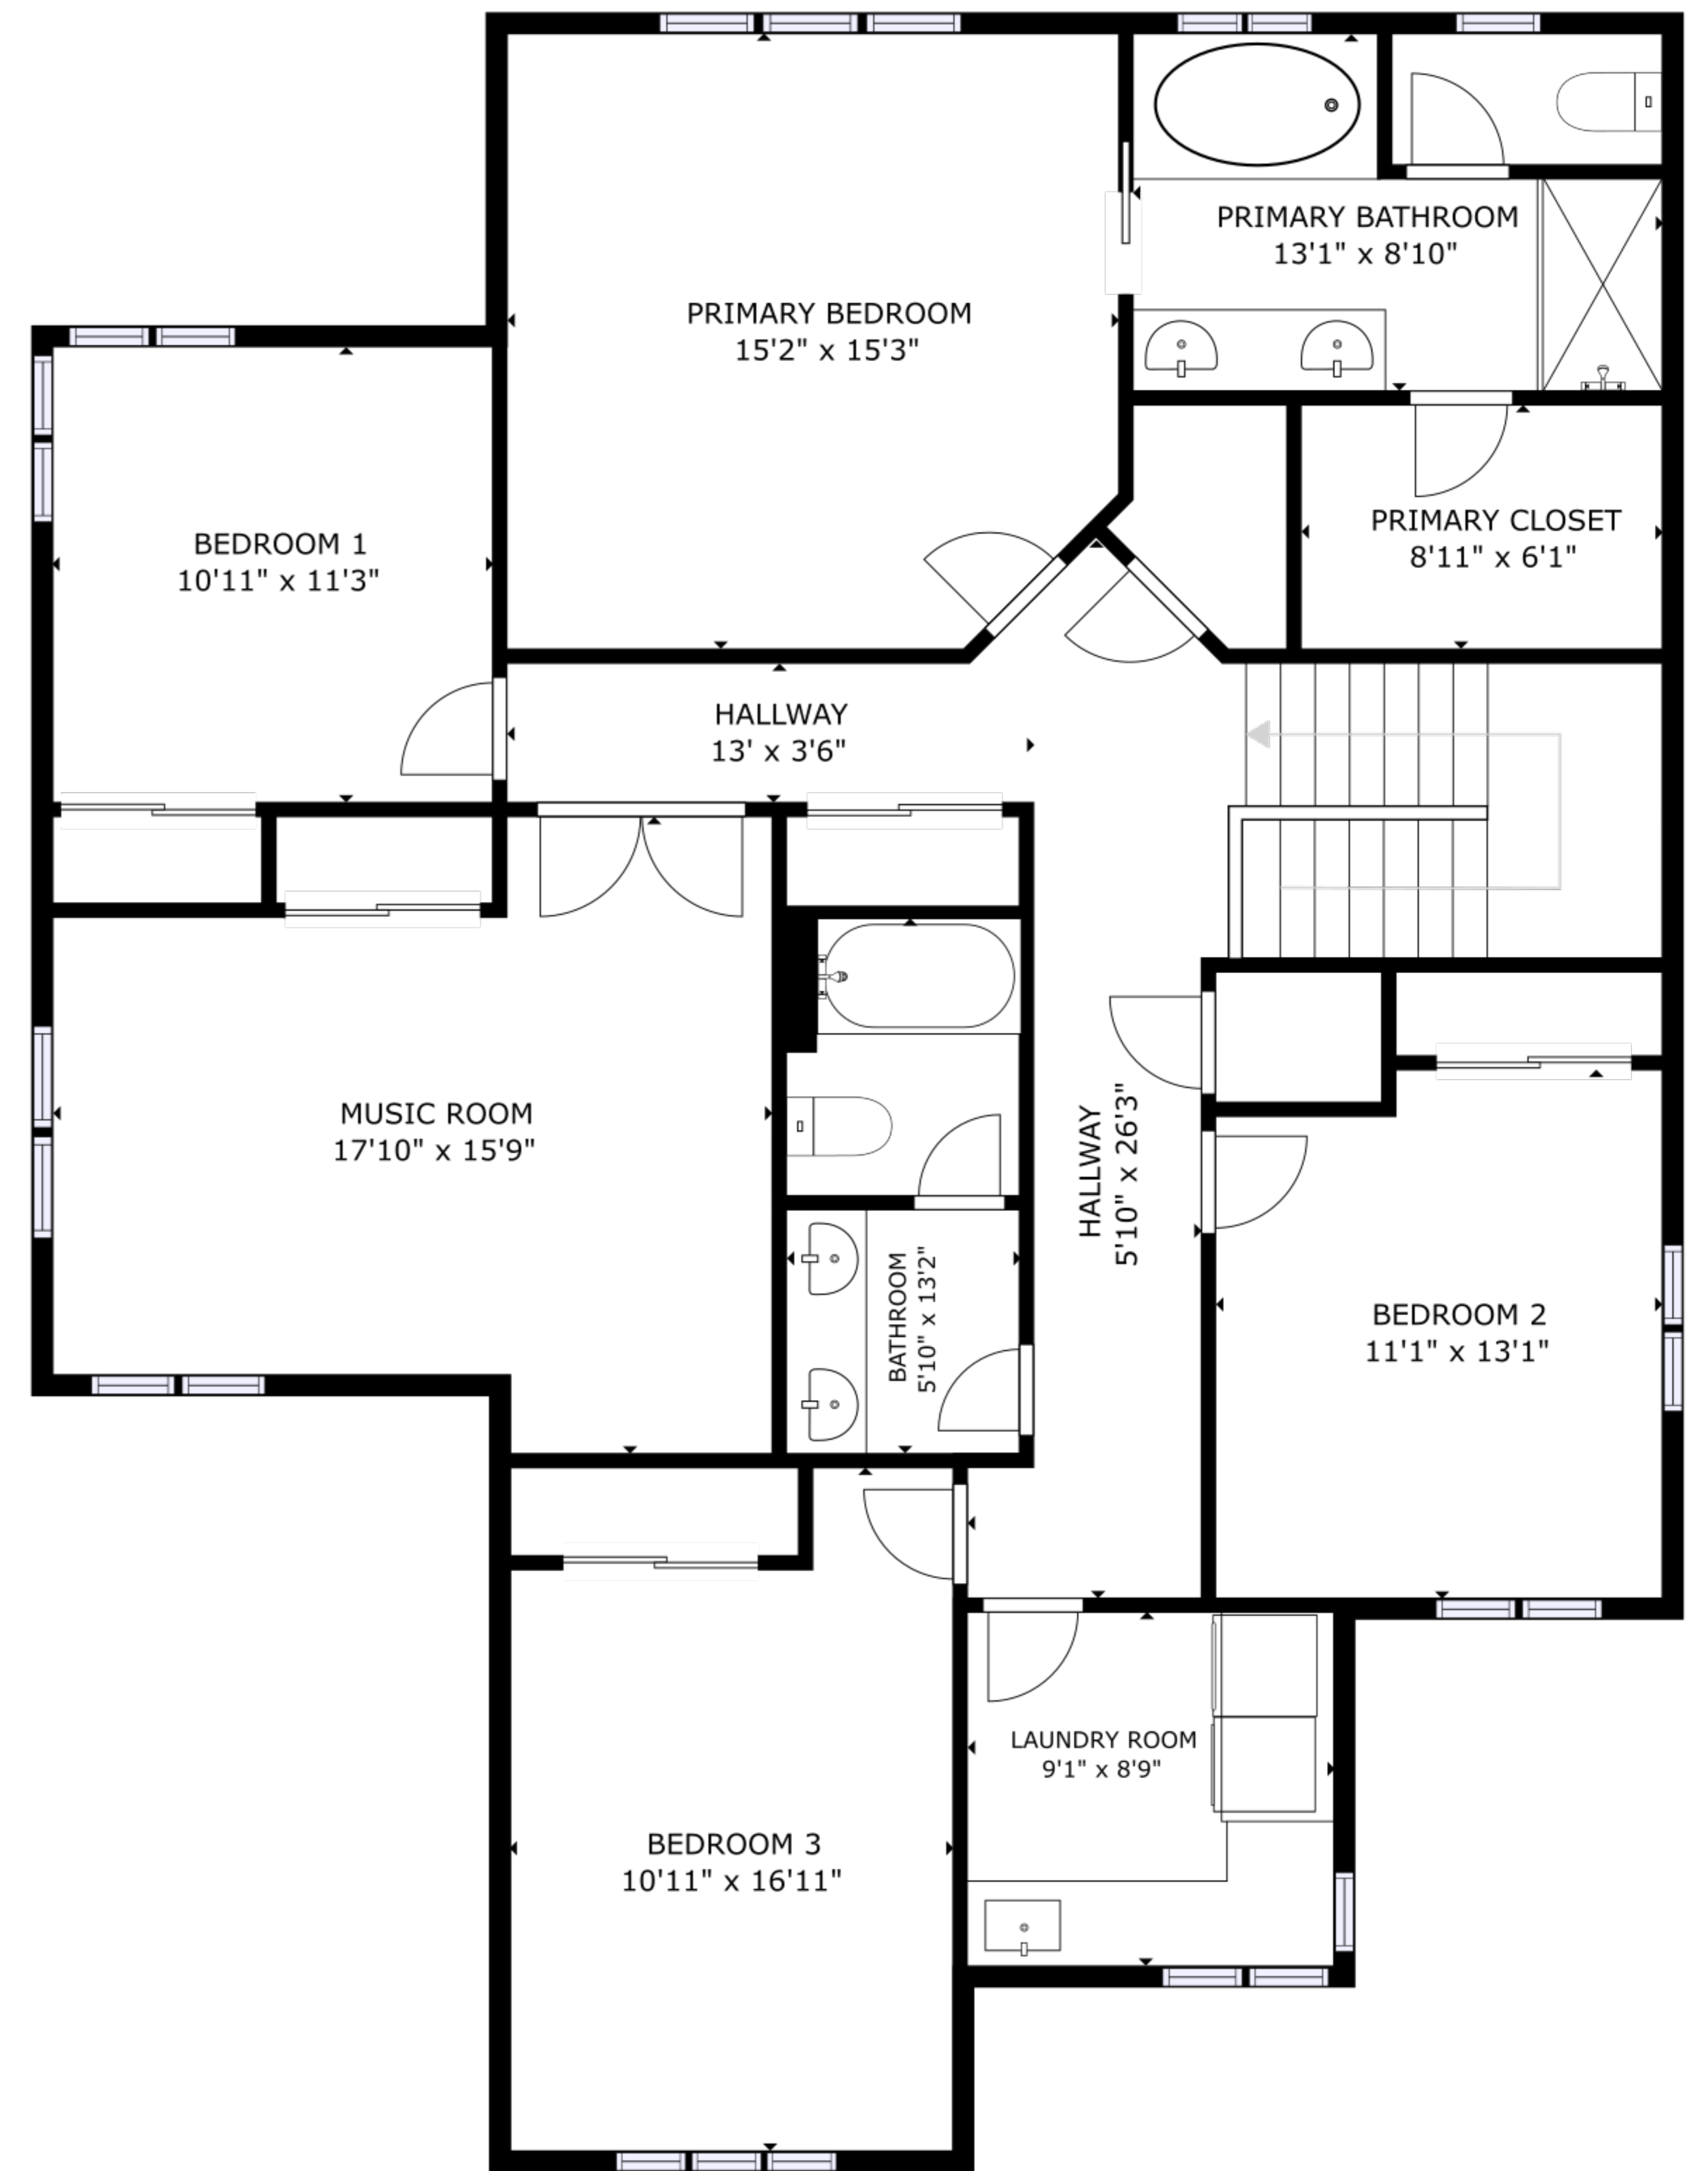 PRIMARY BATHROOM
13'1" x 8'10"
PRIMARY BEDROOM
15'2" x 15'3"
PRIMARY CLOSET
8'11" x 6'1"
BEDROOM 1
10'11" x 11'3"
HALLWAY
13' x 3'6"
MUSIC ROOM
17'10" x 15'9"
HALLWAY
5'10" x 26'3"
BATHROOM
5'10" x 13'2"
BEDROOM 2
11'1" x 13'1"
LAUNDRY ROOM
9'1" x 8'9"
BEDROOM 3
10'11" x 16'11"